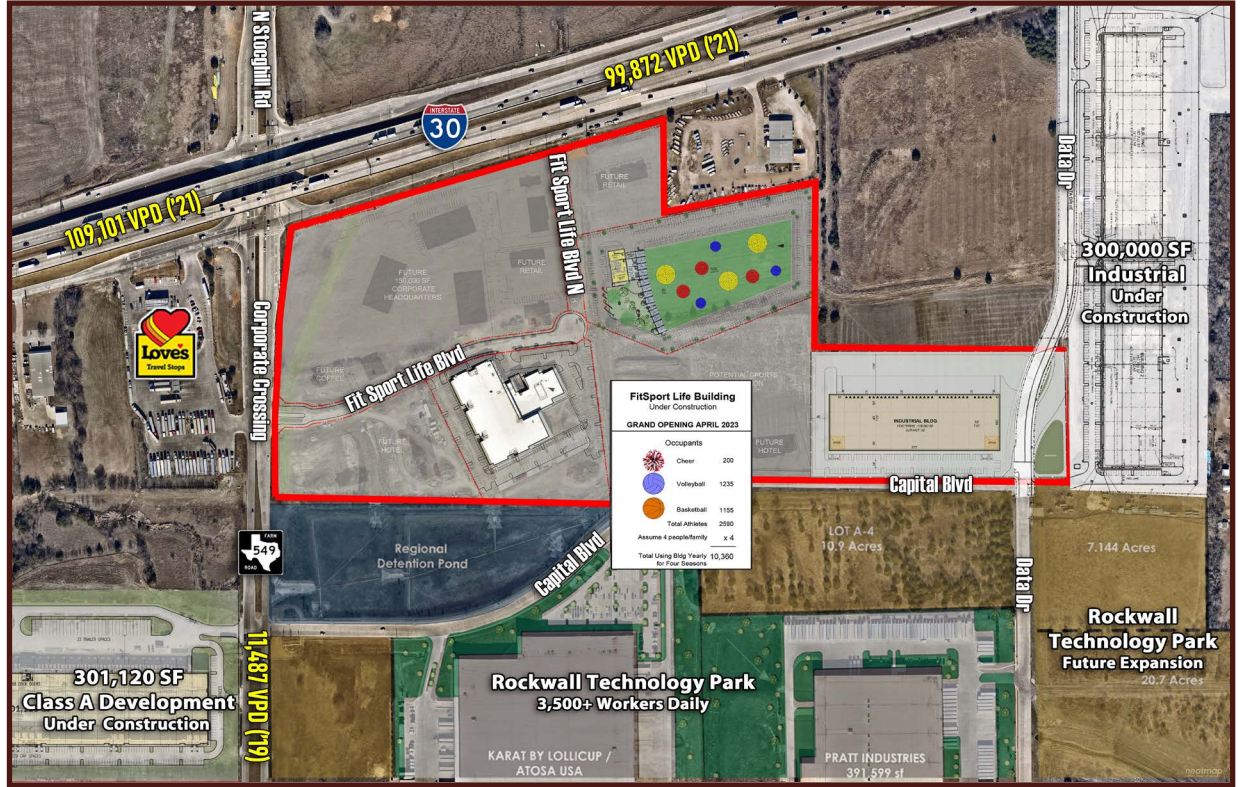 N Stodghill Rd
99,872 VPD ('21)
INTERSTATE
30
109,101 VPD ('21)
Fit Sport Life Blvd N
FUTURE
RETAIL
Data Dr
300,000 SF
Industrial
Under
Construction
FUTURE
150,000 SF
CORPORATE
HEADQUARTERS
FUTURE
RETAIL
Love's
Travel Stops
Corporate Crossing
FUTURE
COFFEE
Fit Sport Life Blvd
FUTURE
HOTEL
POTENTIAL SPORTS
FitSport Life Building
Under Construction
GRAND OPENING APRIL 2023
Occupants
Cheer 200
Volleyball 1235
Basketball 1155
Total Athletes 2590
Assume 4 people/family x 4
Total Using Bldg Yearly 10,360
for Four Seasons
INDUSTRIAL BLDG
FUTURE
HOTEL
Capital Blvd
FARM
549
ROAD
Regional
Detention Pond
Capital Blvd
LOT A-4
10.9 Acres
7.144 Acres
Data Dr
Rockwall
Technology Park
Future Expansion
20.7 Acres
301,120 SF
Class A Development
Under Construction
11,487 VPD ('19)
Rockwall Technology Park
3,500+ Workers Daily
KARAT BY LOLLICUP /
ATOSA USA
PRATT INDUSTRIES
391,599 sf
nearmap